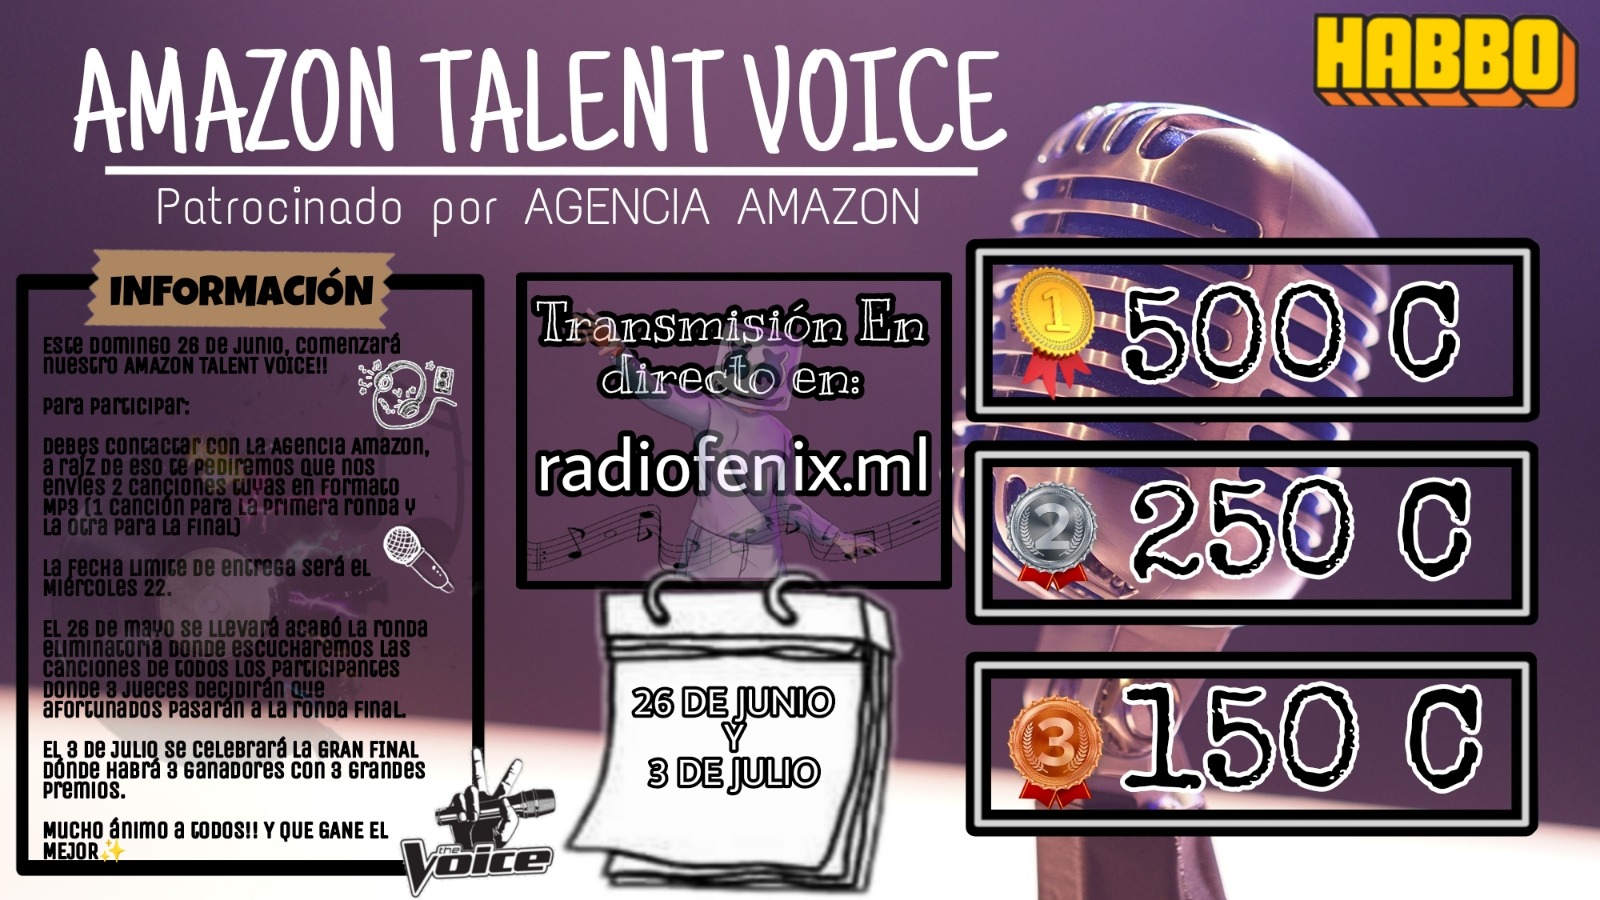 AMAZON TALENT VOICE
Patrocinado por AGENCIA AMAZON
HABBO
INFORMACIÓN
Este DOMINGO 26 DE JUNIO, comenzará
nuestro AMAZON TALENT VOICE!!
Para Participar:
Debes contactar con la Agencia Amazon,
a raíz de eso te pediremos que nos
envíes 2 canciones tuyas en formato
MP3 (1 canción para la primera ronda y
la otra para la final)
La fecha limite de entrega será el
Miércoles 22.
El 26 de mayo se llevará acabó la ronda
eliminatoria donde escucharemos las
canciones de todos los participantes
donde 3 jueces decidirán que
afortunados pasarán a la ronda final.
El 3 de julio se celebrará la GRAN FINAL
dónde habrá 3 ganadores con 3 grandes
premios.
Mucho ánimo a todos!! Y QUE GANE EL
MEJOR✨
the
Voice
Transmisión En
directo en:
radiofenix.ml
26 DE JUNIO
Y
3 DE JULIO
1
500 C
2
250 C
3
150 C